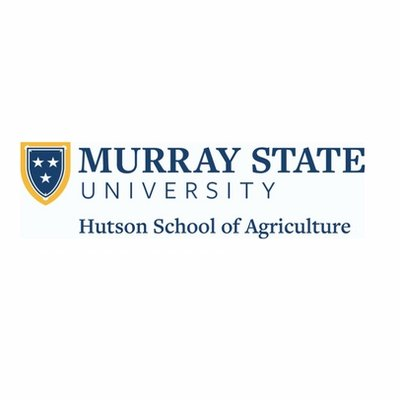 MURRAY STATE
UNIVERSITY
Hutson School of Agriculture